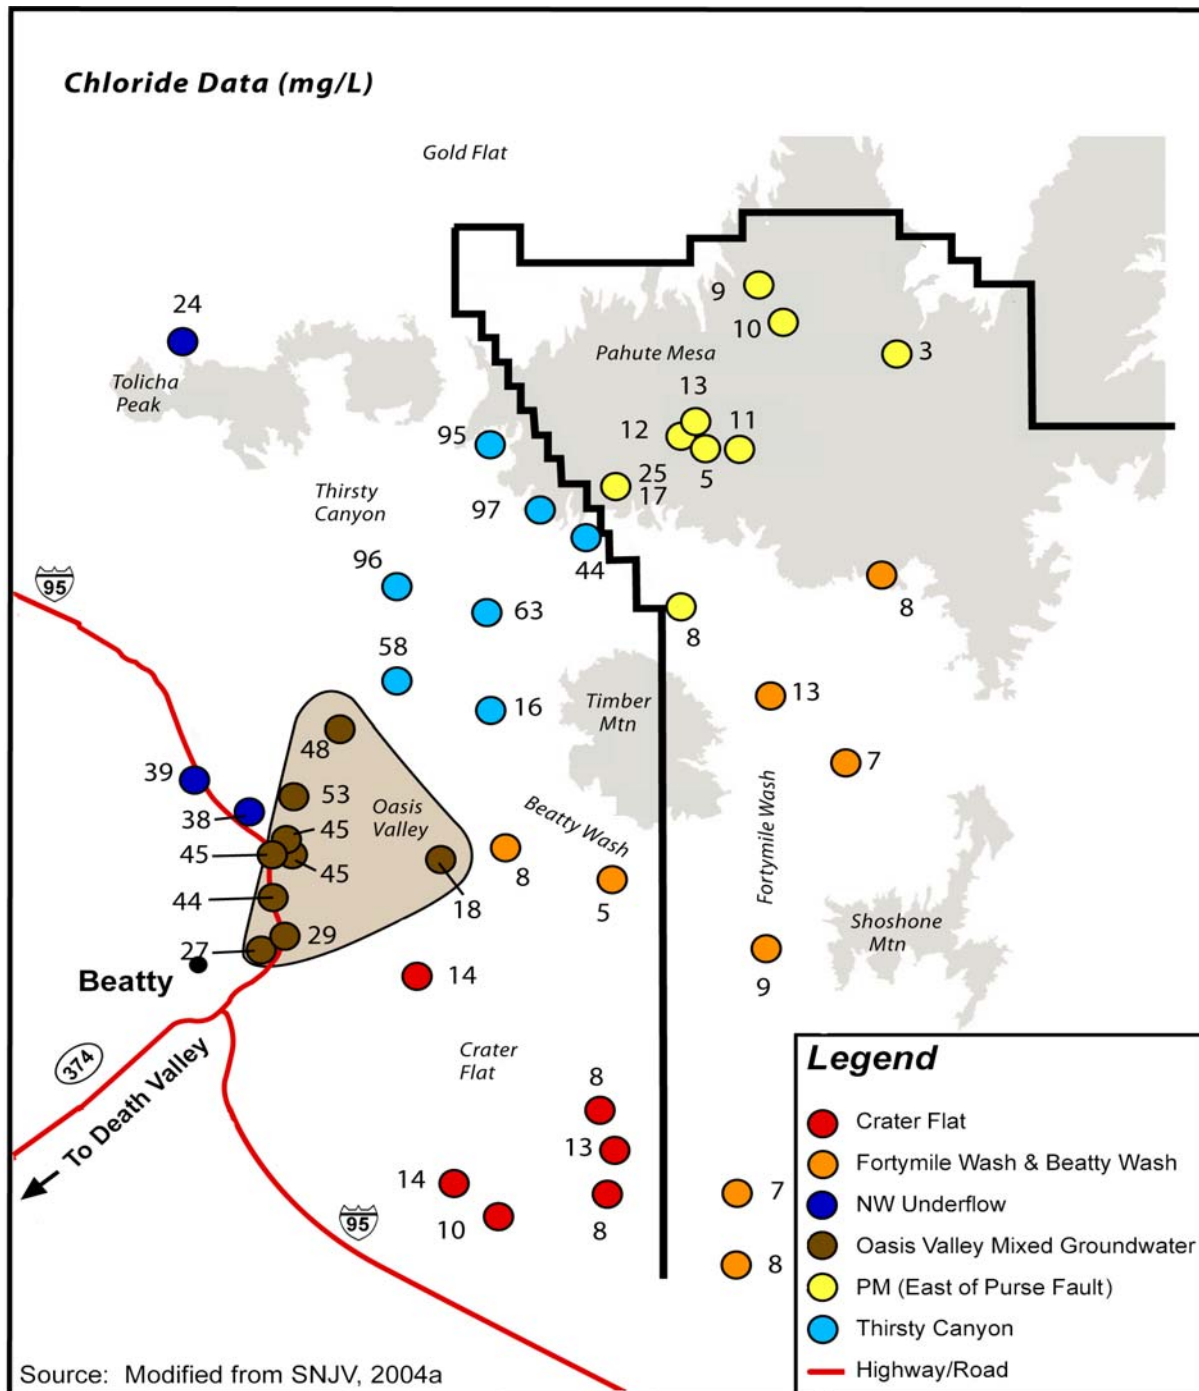 Chloride Data (mg/L)
Gold Flat
24
9
10
3
Tolicha
Peak
Pahute Mesa
13
12
11
5
95
25
17
Thirsty
Canyon
97
44
96
95
63
8
8
58
16
Timber
Mtn
13
7
48
39
53
38
Oasis
Valley
45
45
45
Beatty Wash
Fortymile Wash
8
5
18
44
29
27
Shoshone
Mtn
9
Beatty
14
Crater
Flat
374
To Death Valley
8
13
14
10
8
95
7
8
Legend
Crater Flat
Fortymile Wash & Beatty Wash
NW Underflow
Oasis Valley Mixed Groundwater
PM (East of Purse Fault)
Thirsty Canyon
Highway/Road
Source: Modified from SNJV, 2004a